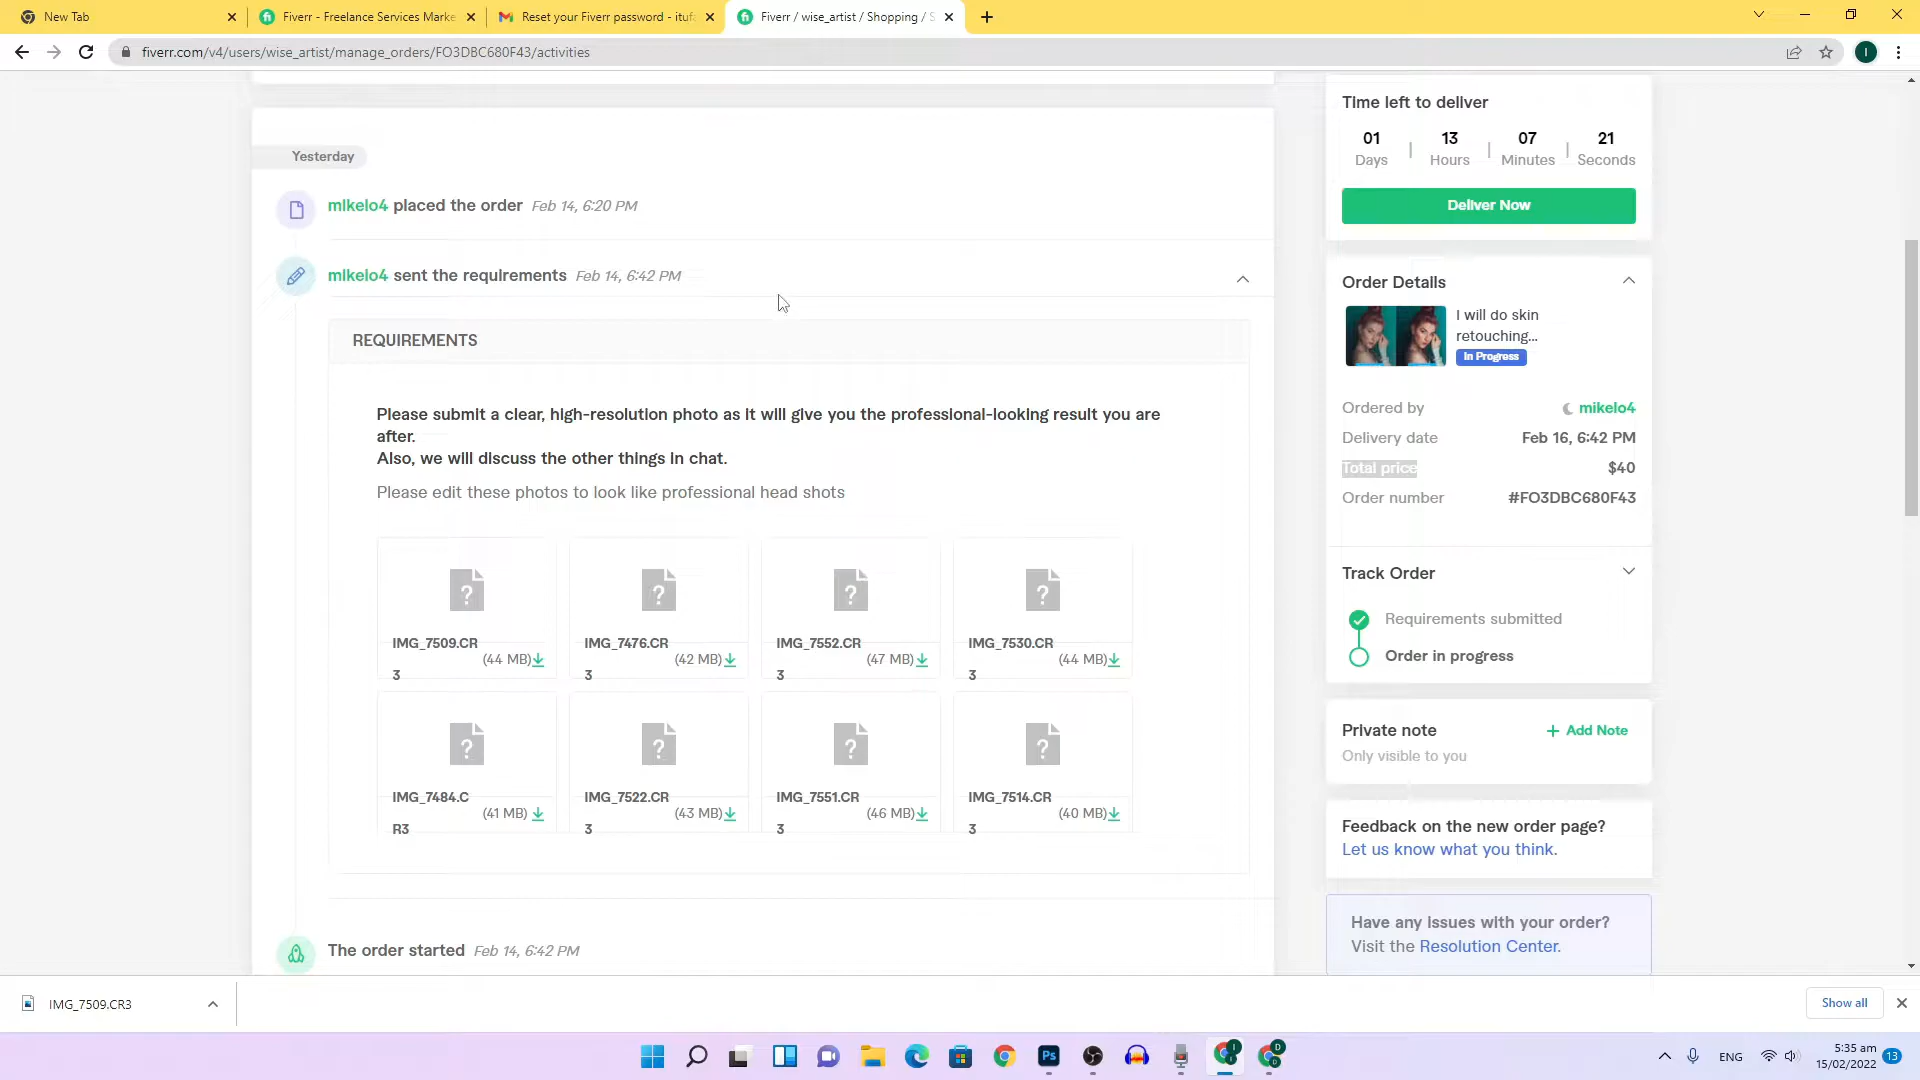 New Tab
Fiverr - Freelance Services Marke
Reset your Fiverr password - itufa
Fiverr / wise_artist / Shopping / S
fiverr.com/v4/users/wise_artist/manage_orders/FO3DBC680F43/activities
I
Yesterday
mikelo4 placed the order Feb 14, 6:20 PM
mikelo4 sent the requirements Feb 14, 6:42 PM
REQUIREMENTS
Please submit a clear, high-resolution photo as it will give you the professional-looking result you are
after.
Also, we will discuss the other things in chat.
Please edit these photos to look like professional head shots
IMG_7509.CR
3
(44 MB)
IMG_7476.CR
3
(42 MB)
IMG_7552.CR
3
(47 MB)
IMG_7530.CR
3
(44 MB)
IMG_7484.C
R3
(41 MB)
IMG_7522.CR
3
(43 MB)
IMG_7551.CR
3
(46 MB)
IMG_7514.CR
3
(40 MB)
The order started Feb 14, 6:42 PM
Time left to deliver
01 | 13 | 07 | 21
Days Hours Minutes Seconds
Deliver Now
Order Details
I will do skin
retouching...
In Progress
Ordered by mikelo4
Delivery date Feb 16, 6:42 PM
Total price $40
Order number #FO3DBC680F43
Track Order
Requirements submitted
Order in progress
Private note + Add Note
Only visible to you
Feedback on the new order page?
Let us know what you think.
Have any issues with your order?
Visit the Resolution Center.
IMG_7509.CR3
Show all
Ps
ENG
5:35 am
15/02/2022
13